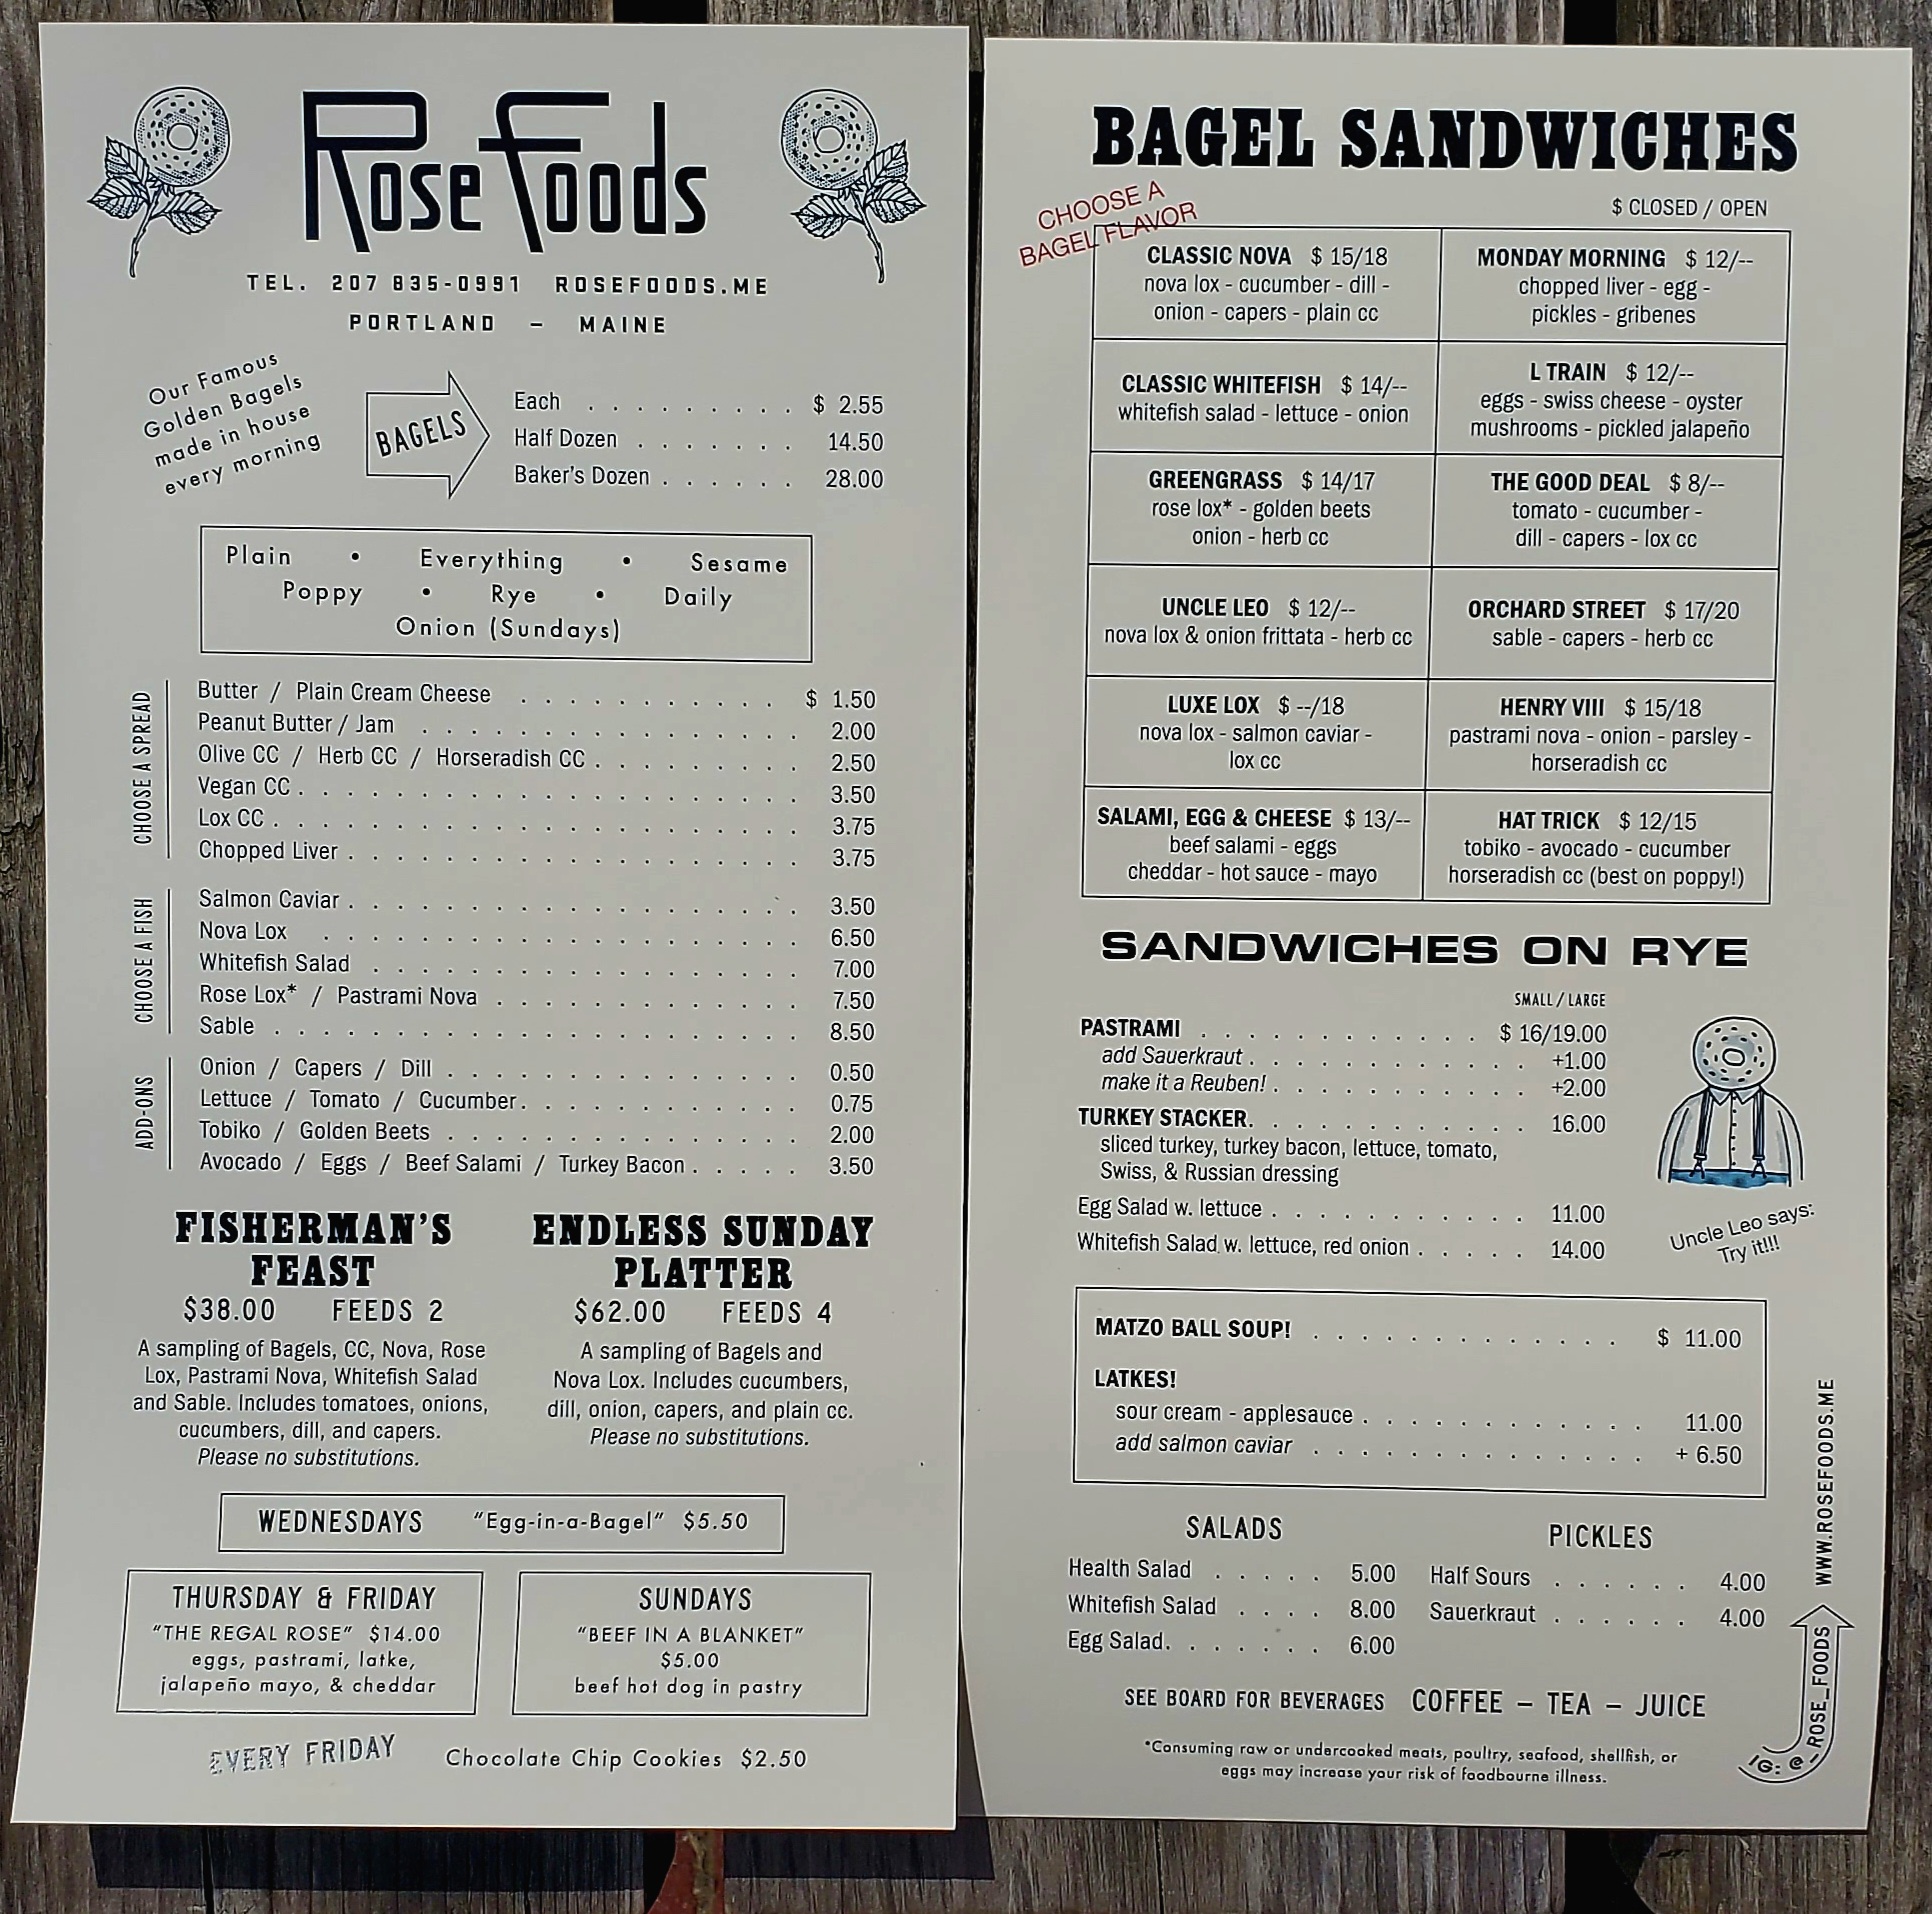 Rose Foods
TEL. 207 835-0991 ROSEFOODS.ME
PORTLAND – MAINE
Our Famous
Golden Bagels
made in house
every morning
BAGELS
Each . . . . . . . . . . $ 2.55
Half Dozen . . . . . . . 14.50
Baker's Dozen . . . . . . 28.00
Plain • Everything • Sesame
Poppy • Rye • Daily
Onion (Sundays)
CHOOSE A SPREAD
Butter / Plain Cream Cheese . . . . . . . . . . . $ 1.50
Peanut Butter / Jam . . . . . . . . . . . . . . . . 2.00
Olive CC / Herb CC / Horseradish CC . . . . . . . . . 2.50
Vegan CC . . . . . . . . . . . . . . . . . . . . . 3.50
Lox CC . . . . . . . . . . . . . . . . . . . . . . 3.75
Chopped Liver . . . . . . . . . . . . . . . . . . . 3.75
CHOOSE A FISH
Salmon Caviar . . . . . . . . . . . . . . . . . . . 3.50
Nova Lox . . . . . . . . . . . . . . . . . . . . 6.50
Whitefish Salad . . . . . . . . . . . . . . . . . . 7.00
Rose Lox* / Pastrami Nova . . . . . . . . . . . . . 7.50
Sable . . . . . . . . . . . . . . . . . . . . . . 8.50
ADD-ONS
Onion / Capers / Dill . . . . . . . . . . . . . . . 0.50
Lettuce / Tomato / Cucumber . . . . . . . . . . . . 0.75
Tobiko / Golden Beets . . . . . . . . . . . . . . . 2.00
Avocado / Eggs / Beef Salami / Turkey Bacon . . . . . 3.50
FISHERMAN'S
FEAST
$38.00 FEEDS 2
A sampling of Bagels, CC, Nova, Rose
Lox, Pastrami Nova, Whitefish Salad
and Sable. Includes tomatoes, onions,
cucumbers, dill, and capers.
Please no substitutions.
ENDLESS SUNDAY
PLATTER
$62.00 FEEDS 4
A sampling of Bagels and
Nova Lox. Includes cucumbers,
dill, onion, capers, and plain cc.
Please no substitutions.
WEDNESDAYS "Egg-in-a-Bagel" $5.50
THURSDAY & FRIDAY
"THE REGAL ROSE" $14.00
eggs, pastrami, latke,
jalapeño mayo, & cheddar
SUNDAYS
"BEEF IN A BLANKET"
$5.00
beef hot dog in pastry
EVERY FRIDAY Chocolate Chip Cookies $2.50
BAGEL SANDWICHES
CHOOSE A
BAGEL FLAVOR
$ CLOSED / OPEN
CLASSIC NOVA $ 15/18
nova lox - cucumber - dill -
onion - capers - plain cc
MONDAY MORNING $ 12/--
chopped liver - egg -
pickles - gribenes
CLASSIC WHITEFISH $ 14/--
whitefish salad - lettuce - onion
L TRAIN $ 12/--
eggs - swiss cheese - oyster
mushrooms - pickled jalapeño
GREENGRASS $ 14/17
rose lox* - golden beets
onion - herb cc
THE GOOD DEAL $ 8/--
tomato - cucumber -
dill - capers - lox cc
UNCLE LEO $ 12/--
nova lox & onion frittata - herb cc
ORCHARD STREET $ 17/20
sable - capers - herb cc
LUXE LOX $ --/18
nova lox - salmon caviar -
lox cc
HENRY VIII $ 15/18
pastrami nova - onion - parsley -
horseradish cc
SALAMI, EGG & CHEESE $ 13/--
beef salami - eggs
cheddar - hot sauce - mayo
HAT TRICK $ 12/15
tobiko - avocado - cucumber
horseradish cc (best on poppy!)
SANDWICHES ON RYE
SMALL / LARGE
PASTRAMI . . . . . . . . . . . . $ 16/19.00
add Sauerkraut . . . . . . . . . . . . +1.00
make it a Reuben! . . . . . . . . . . . +2.00
TURKEY STACKER. . . . . . . . . . . . 16.00
sliced turkey, turkey bacon, lettuce, tomato,
Swiss, & Russian dressing
Egg Salad w. lettuce . . . . . . . . . . . 11.00
Whitefish Salad w. lettuce, red onion . . . . . 14.00
Uncle Leo says:
Try it!!!
MATZO BALL SOUP! . . . . . . . . . . . . . $ 11.00
LATKES!
sour cream - applesauce . . . . . . . . . . . . 11.00
add salmon caviar . . . . . . . . . . . . . . + 6.50
SALADS
Health Salad . . . . . 5.00
Whitefish Salad . . . . 8.00
Egg Salad. . . . . . . 6.00
PICKLES
Half Sours . . . . . . 4.00
Sauerkraut . . . . . . 4.00
SEE BOARD FOR BEVERAGES COFFEE – TEA – JUICE
*Consuming raw or undercooked meats, poultry, seafood, shellfish, or
eggs may increase your risk of foodbourne illness.
IG: @_ROSE_FOODS
WWW.ROSEFOODS.ME